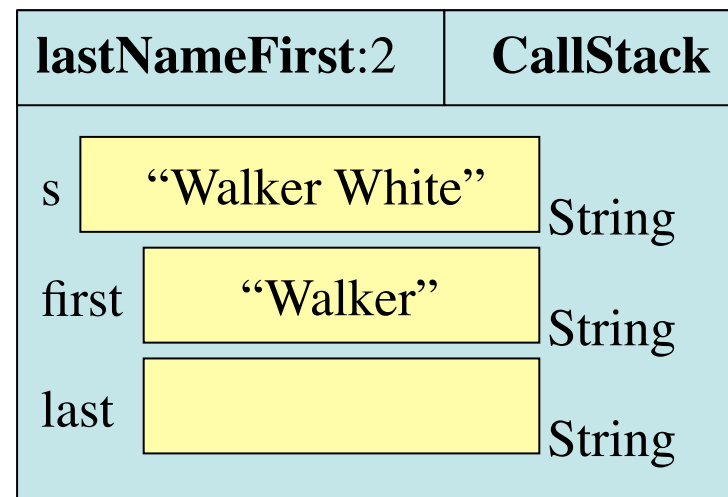 lastNameFirst:2 CallStack
s “Walker White” String
first “Walker” String
last String